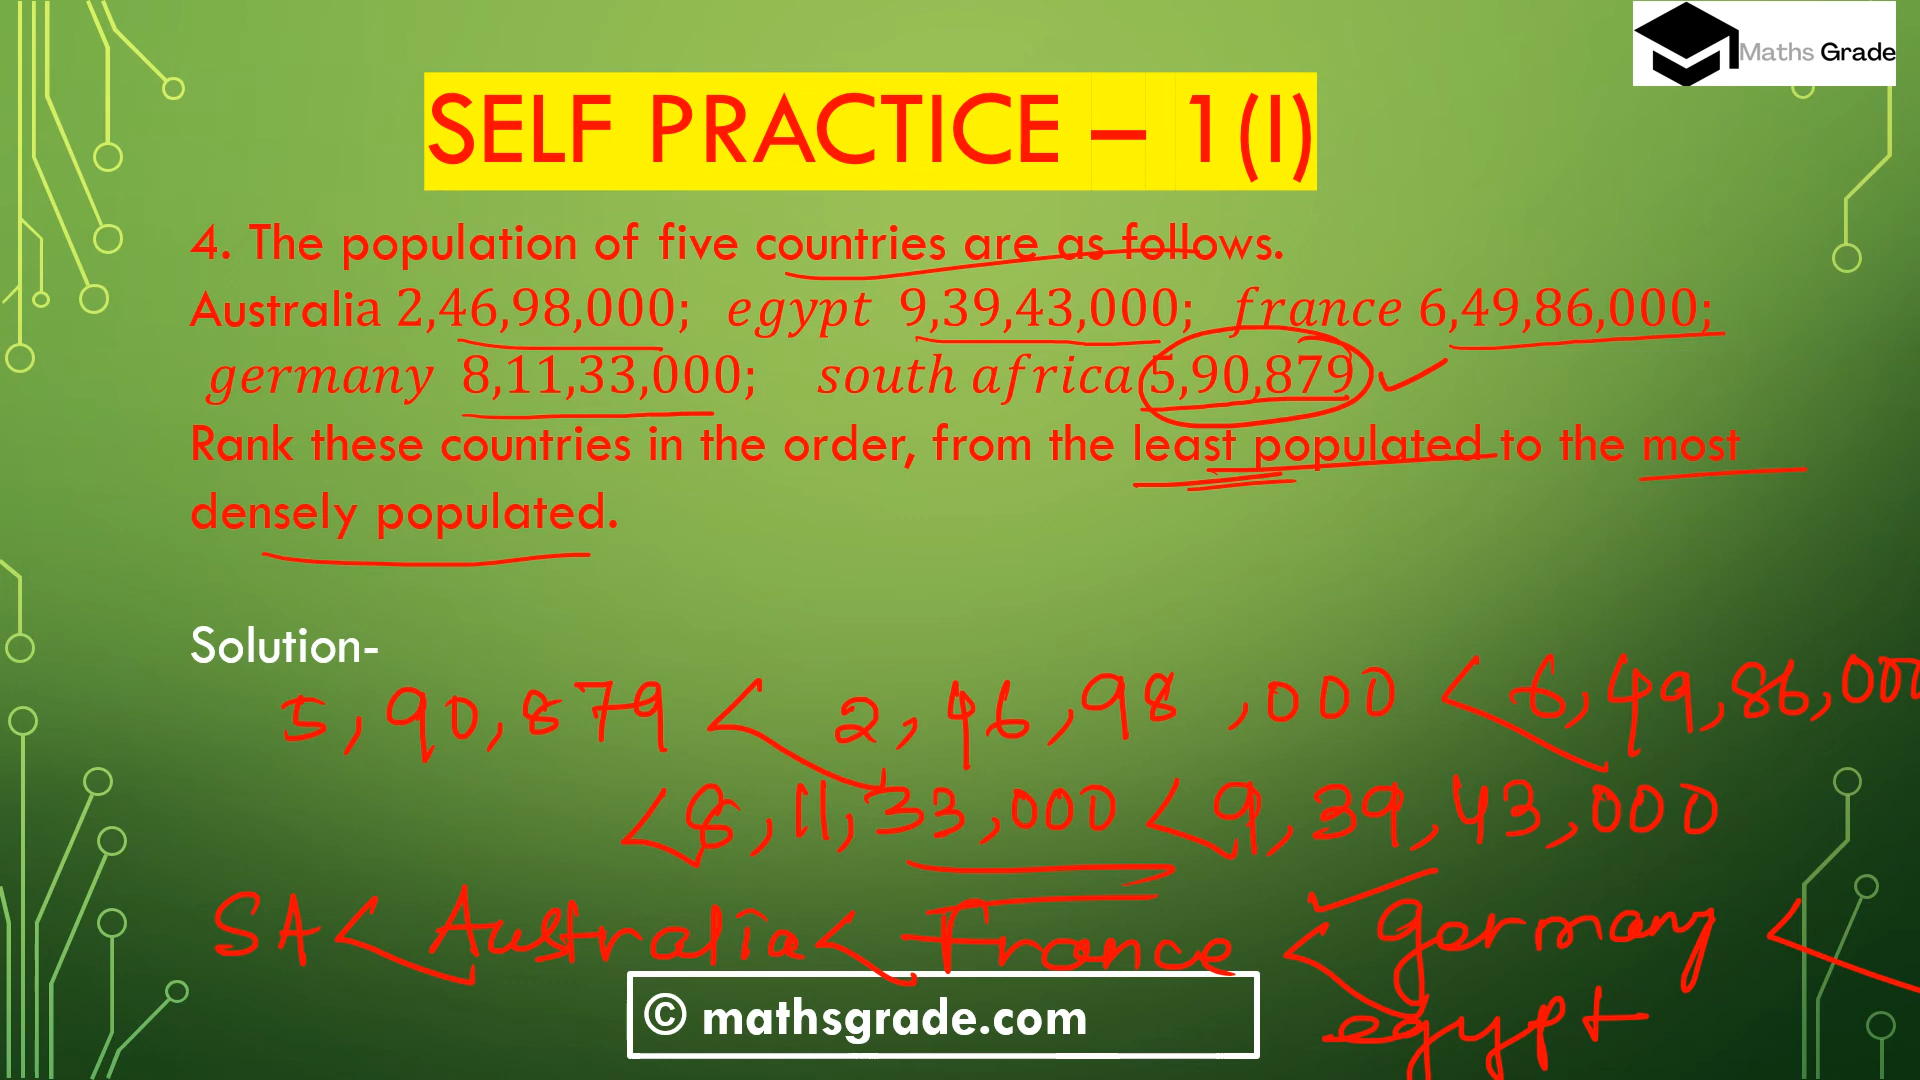 Maths Grade
SELF PRACTICE – 1(I)
4. The population of five countries are as follows.
Australia 2,46,98,000; egypt 9,39,43,000; france 6,49,86,000;
germany 8,11,33,000; south africa 5,90,879
Rank these countries in the order, from the least populated to the most
densely populated.
Solution-
5,90,879 < 2,46,98,000 < 6,49,86,000
< 8,11,33,000 < 9,39,43,000
SA < Australia < France < Germany <
egypt
© mathsgrade.com